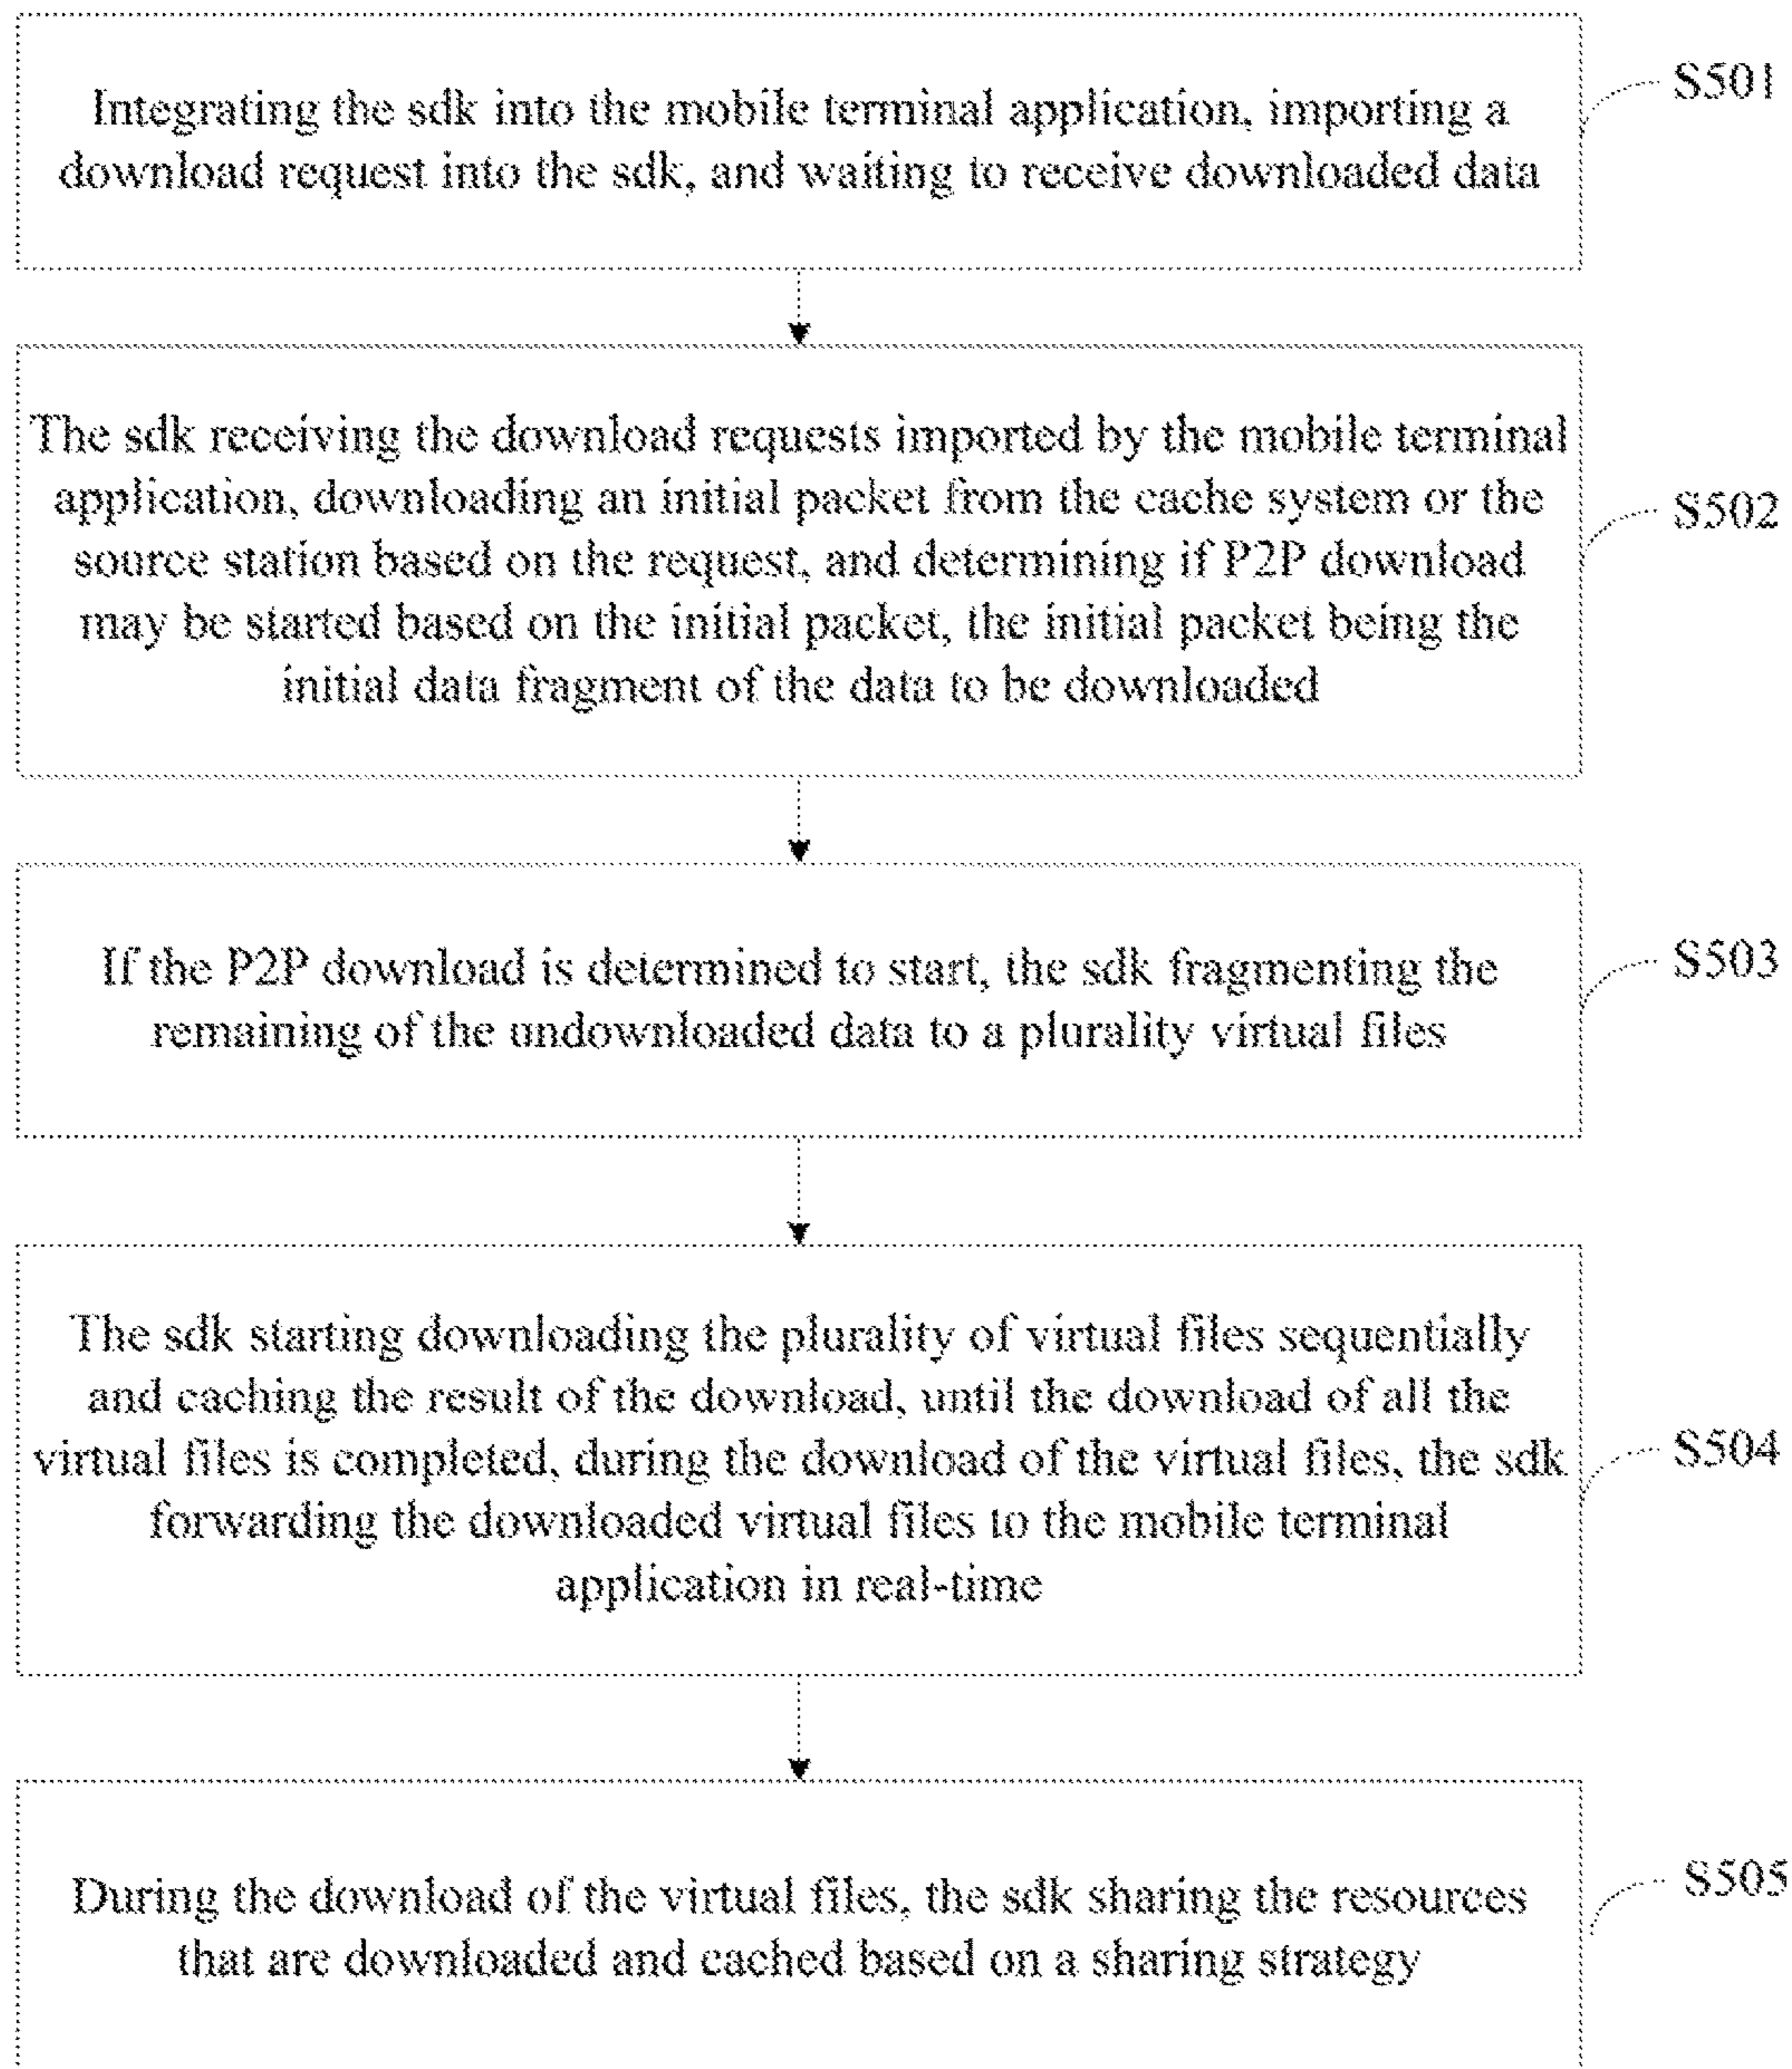 Integrating the sdk into the mobile terminal application, importing a
download request into the sdk, and waiting to receive downloaded data
S501
The sdk receiving the download requests imported by the mobile terminal
application, downloading an initial packet from the cache system or the
source station based on the request, and determining if P2P download
may be started based on the initial packet, the initial packet being the
initial data fragment of the data to be downloaded
S502
If the P2P download is determined to start, the sdk fragmenting the
remaining of the undownloaded data to a plurality virtual files
S503
The sdk starting downloading the plurality of virtual files sequentially
and caching the result of the download, until the download of all the
virtual files is completed, during the download of the virtual files, the sdk
forwarding the downloaded virtual files to the mobile terminal
application in real-time
S504
During the download of the virtual files, the sdk sharing the resources
that are downloaded and cached based on a sharing strategy
S505